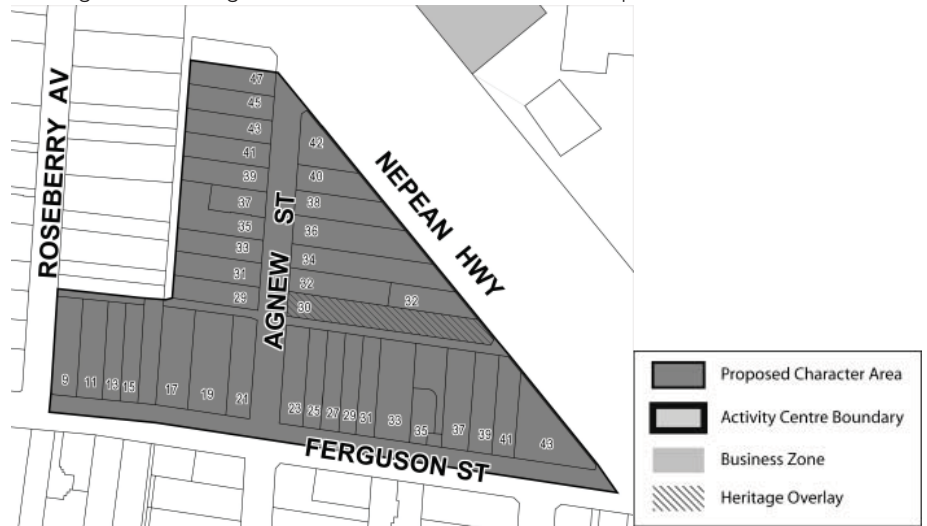 ROSEBERRY AV
47
45
43
41
39
37
35
33
31
29
AGNEW ST
42
40
38
36
34
32
32
30
NEPEAN HWY
9 11 13 15 17 19 21 23 25 27 29 31 33 35 37 39 41 43
FERGUSON ST
Proposed Character Area
Activity Centre Boundary
Business Zone
Heritage Overlay